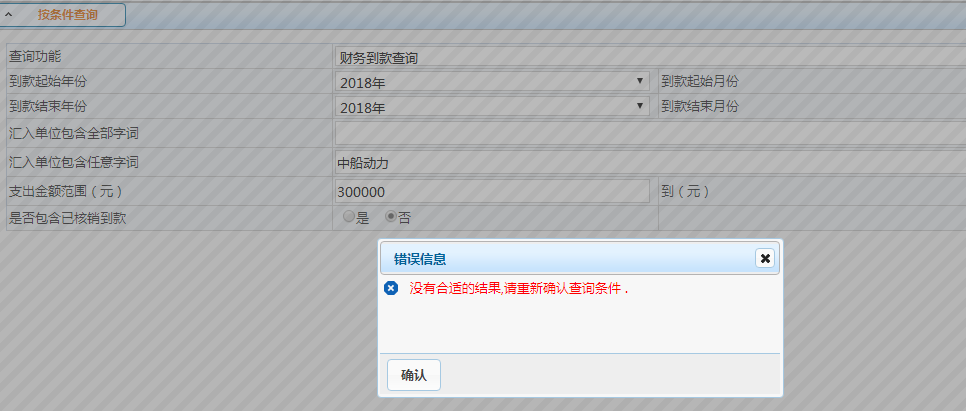 按条件查询
查询功能 财务到款查询
到款起始年份 2018年 到款起始月份
到款结束年份 2018年 到款结束月份
汇入单位包含全部字词
汇入单位包含任意字词 中船动力
支出金额范围（元） 300000 到（元）
是否包含已核销到款 是 否
错误信息
没有合适的结果,请重新确认查询条件．
确认